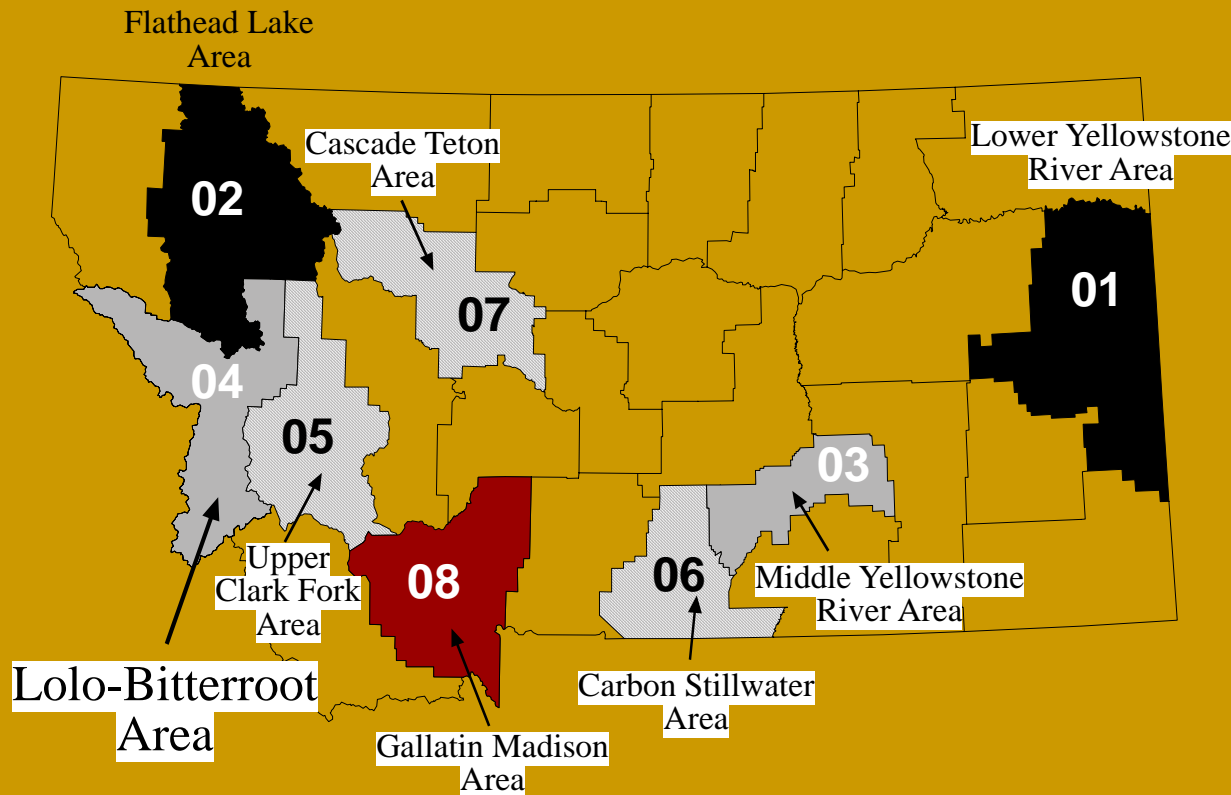 Flathead Lake
Area
Cascade Teton
Area
Lower Yellowstone
River Area
02
01
07
04
05
03
08
06
Upper
Clark Fork
Area
Middle Yellowstone
River Area
Lolo-Bitterroot
Area
Carbon Stillwater
Area
Gallatin Madison
Area